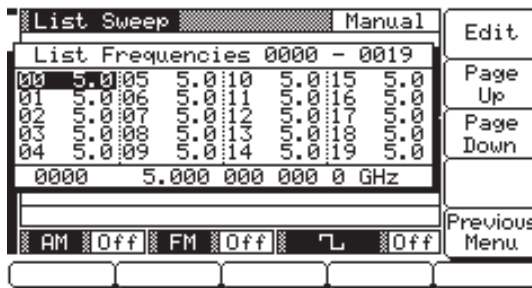 List Sweep Manual
Edit
List Frequencies 0000 - 0019
00 5.0 05 5.0 10 5.0 15 5.0
01 5.0 06 5.0 11 5.0 16 5.0
02 5.0 07 5.0 12 5.0 17 5.0
03 5.0 08 5.0 13 5.0 18 5.0
04 5.0 09 5.0 14 5.0 19 5.0
Page
Up
Page
Down
0000 5.000 000 000 0 GHz
Previous
Menu
AM Off FM Off Off